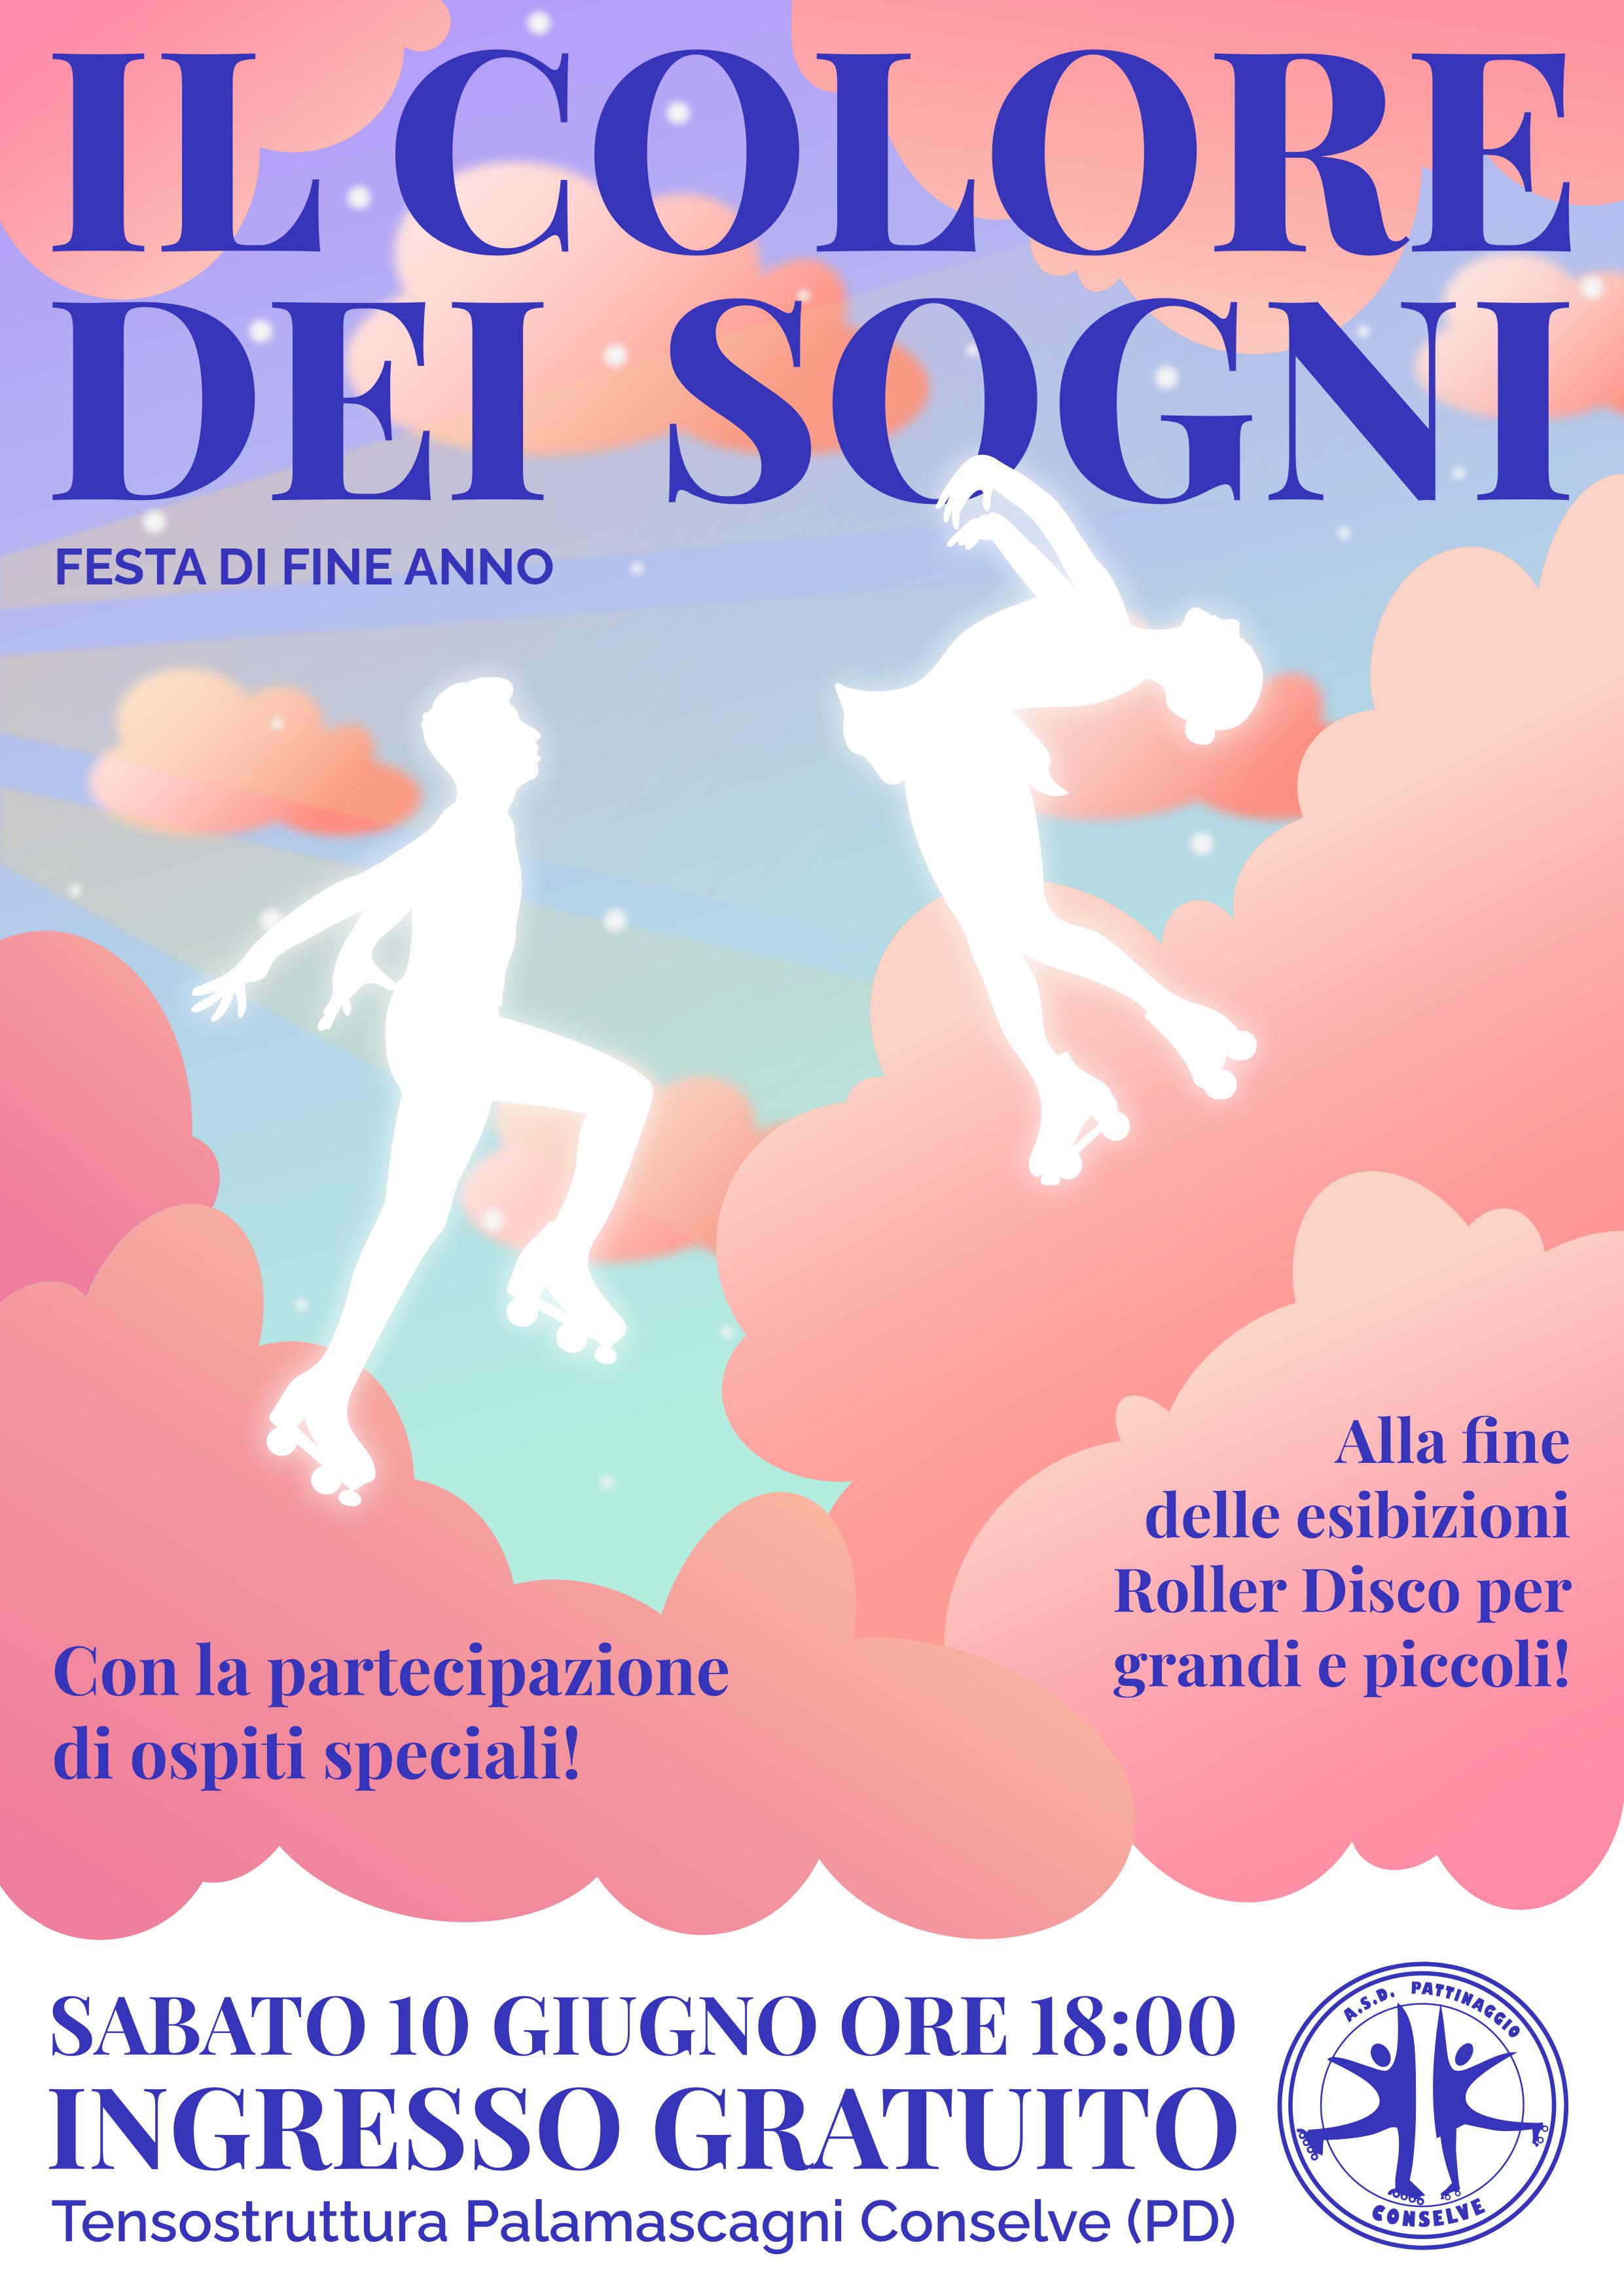 IL COLORE
DEI SOGNI
FESTA DI FINE ANNO
Alla fine
delle esibizioni
Roller Disco per
grandi e piccoli!
Con la partecipazione
di ospiti speciali!
SABATO 10 GIUGNO ORE 18:00
INGRESSO GRATUITO
Tensostruttura Palamascagni Conselve (PD)
A.S.D. PATTINAGGIO
CONSELVE